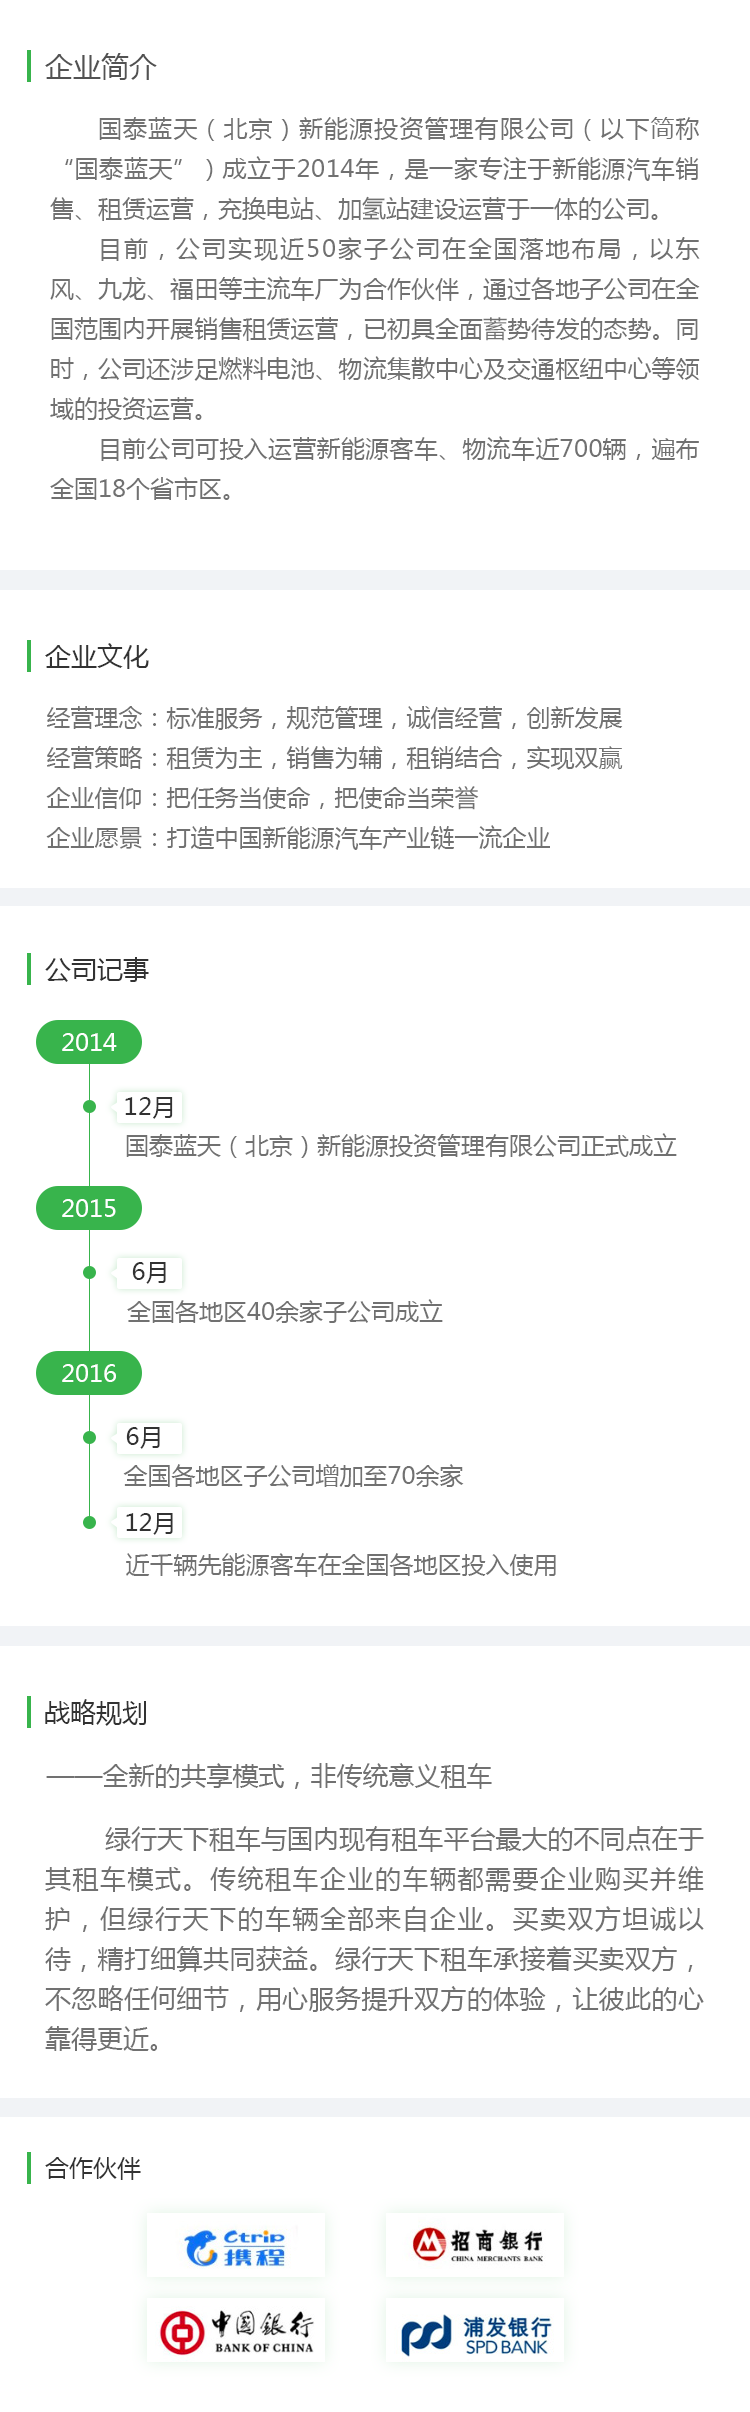 企业简介
国泰蓝天（北京）新能源投资管理有限公司（以下简称
“国泰蓝天”）成立于2014年，是一家专注于新能源汽车销
售、租赁运营，充换电站、加氢站建设运营于一体的公司。
目前，公司实现近50家子公司在全国落地布局，以东
风、九龙、福田等主流车厂为合作伙伴，通过各地子公司在全
国范围内开展销售租赁运营，已初具全面蓄势待发的态势。同
时，公司还涉足燃料电池、物流集散中心及交通枢纽中心等领
域的投资运营。
目前公司可投入运营新能源客车、物流车近700辆，遍布
全国18个省市区。
企业文化
经营理念：标准服务，规范管理，诚信经营，创新发展
经营策略：租赁为主，销售为辅，租销结合，实现双赢
企业信仰：把任务当使命，把使命当荣誉
企业愿景：打造中国新能源汽车产业链一流企业
公司记事
2014
12月
国泰蓝天（北京）新能源投资管理有限公司正式成立
2015
6月
全国各地区40余家子公司成立
2016
6月
全国各地区子公司增加至70余家
12月
近千辆先能源客车在全国各地区投入使用
战略规划
——全新的共享模式，非传统意义租车
绿行天下租车与国内现有租车平台最大的不同点在于
其租车模式。传统租车企业的车辆都需要企业购买并维
护，但绿行天下的车辆全部来自企业。买卖双方坦诚以
待，精打细算共同获益。绿行天下租车承接着买卖双方，
不忽略任何细节，用心服务提升双方的体验，让彼此的心
靠得更近。
合作伙伴
Ctrip
携程
招商银行
CHINA MERCHANTS BANK
中国银行
BANK OF CHINA
浦发银行
SPD BANK